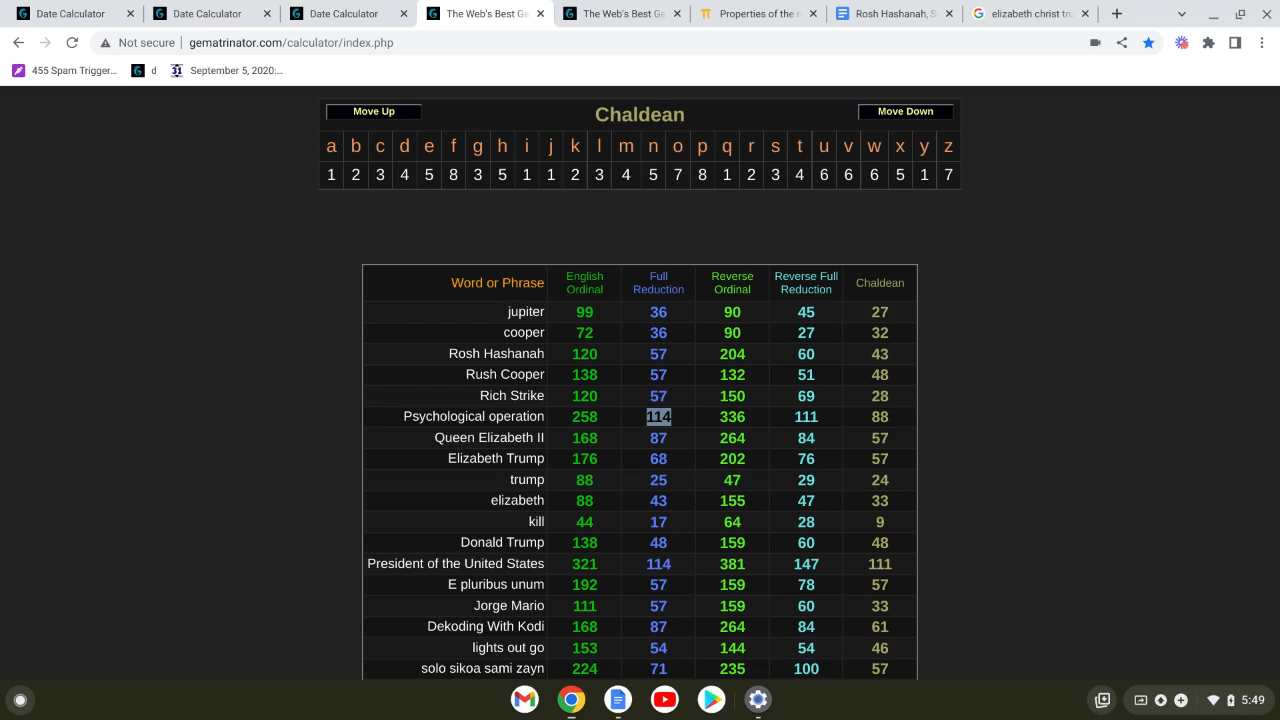 Date Calculator Date Calculator Date Calculator The Web's Best Ge The Web's Best Ge Properties of the Rosh Hashanah, S elizabeth christ tru
Not secure | gematrinator.com/calculator/index.php
455 Spam Trigger... d 31 September 5, 2020:...
Move Up Chaldean Move Down
a b c d e f g h i j k l m n o p q r s t u v w x y z
1 2 3 4 5 8 3 5 1 1 2 3 4 5 7 8 1 2 3 4 6 6 6 5 1 7
Word or Phrase English Ordinal Full Reduction Reverse Ordinal Reverse Full Reduction Chaldean
jupiter 99 36 90 45 27
cooper 72 36 90 27 32
Rosh Hashanah 120 57 204 60 43
Rush Cooper 138 57 132 51 48
Rich Strike 120 57 150 69 28
Psychological operation 258 114 336 111 88
Queen Elizabeth II 168 87 264 84 57
Elizabeth Trump 176 68 202 76 57
trump 88 25 47 29 24
elizabeth 88 43 155 47 33
kill 44 17 64 28 9
Donald Trump 138 48 159 60 48
President of the United States 321 114 381 147 111
E pluribus unum 192 57 159 78 57
Jorge Mario 111 57 159 60 33
Dekoding With Kodi 168 87 264 84 61
lights out go 153 54 144 54 46
solo sikoa sami zayn 224 71 235 100 57
5:49